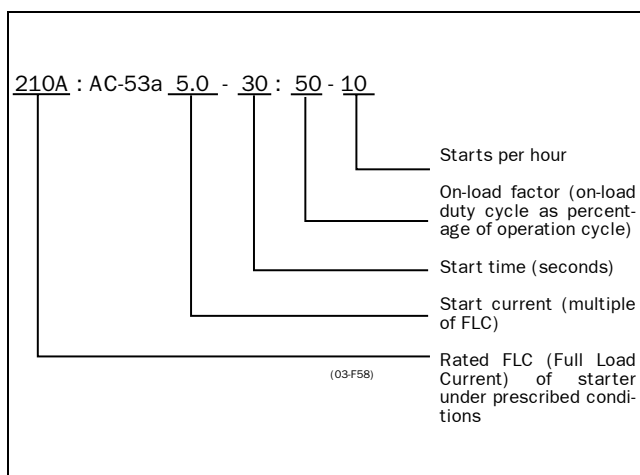 210A : AC-53a 5.0 - 30 : 50 - 10
Starts per hour
On-load factor (on-load
duty cycle as percent-
age of operation cycle)
Start time (seconds)
Start current (multiple
of FLC)
Rated FLC (Full Load
Current) of starter
under prescribed condi-
tions
(03-F58)